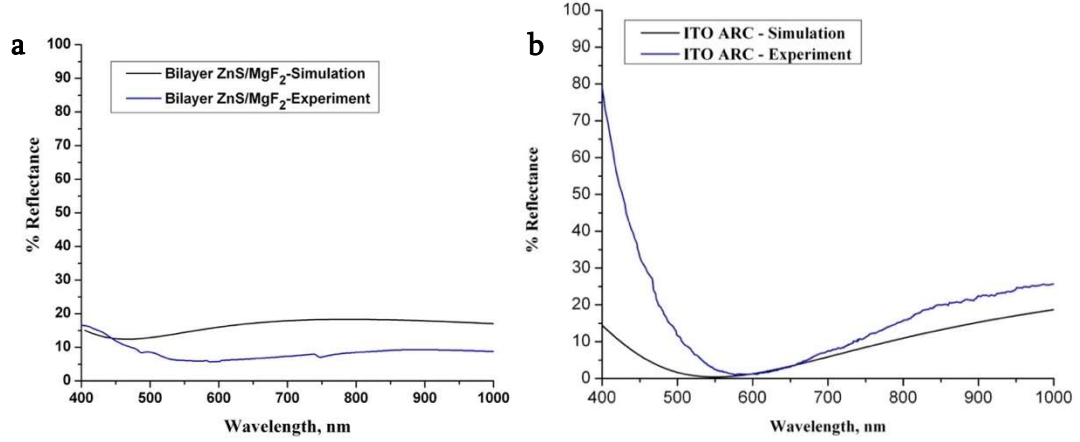 a
100
90
80
70
60
50
40
30
20
10
0
% Reflectance
Bilayer ZnS/MgF2-Simulation
Bilayer ZnS/MgF2-Experiment
400 500 600 700 800 900 1000
Wavelength, nm
b
100
90
80
70
60
50
40
30
20
10
0
% Reflectance
ITO ARC - Simulation
ITO ARC - Experiment
400 500 600 700 800 900 1000
Wavelength, nm